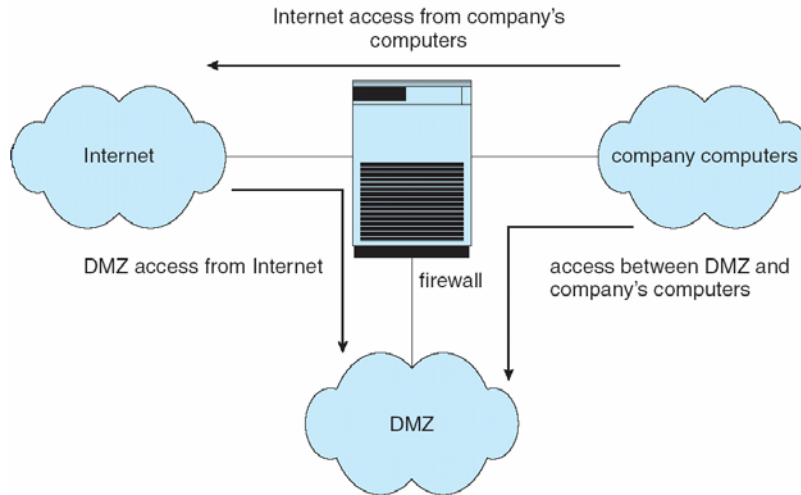 Internet access from company's
computers
Internet
company computers
DMZ access from Internet
firewall
access between DMZ and
company's computers
DMZ